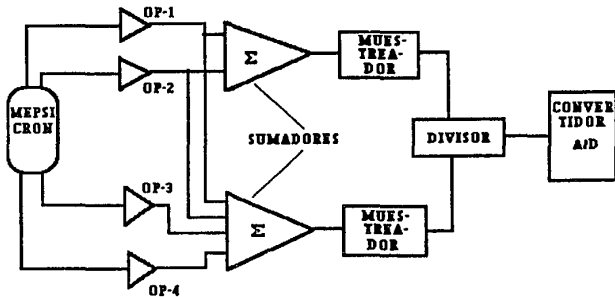 OP-1
OP-2
Σ
MUES-
TREA-
DOR
MEPSI
CRON
SUMADORES
DIVISOR
CONVER
TIDOR
A/D
OP-3
Σ
MUES-
TREA-
DOR
OP-4